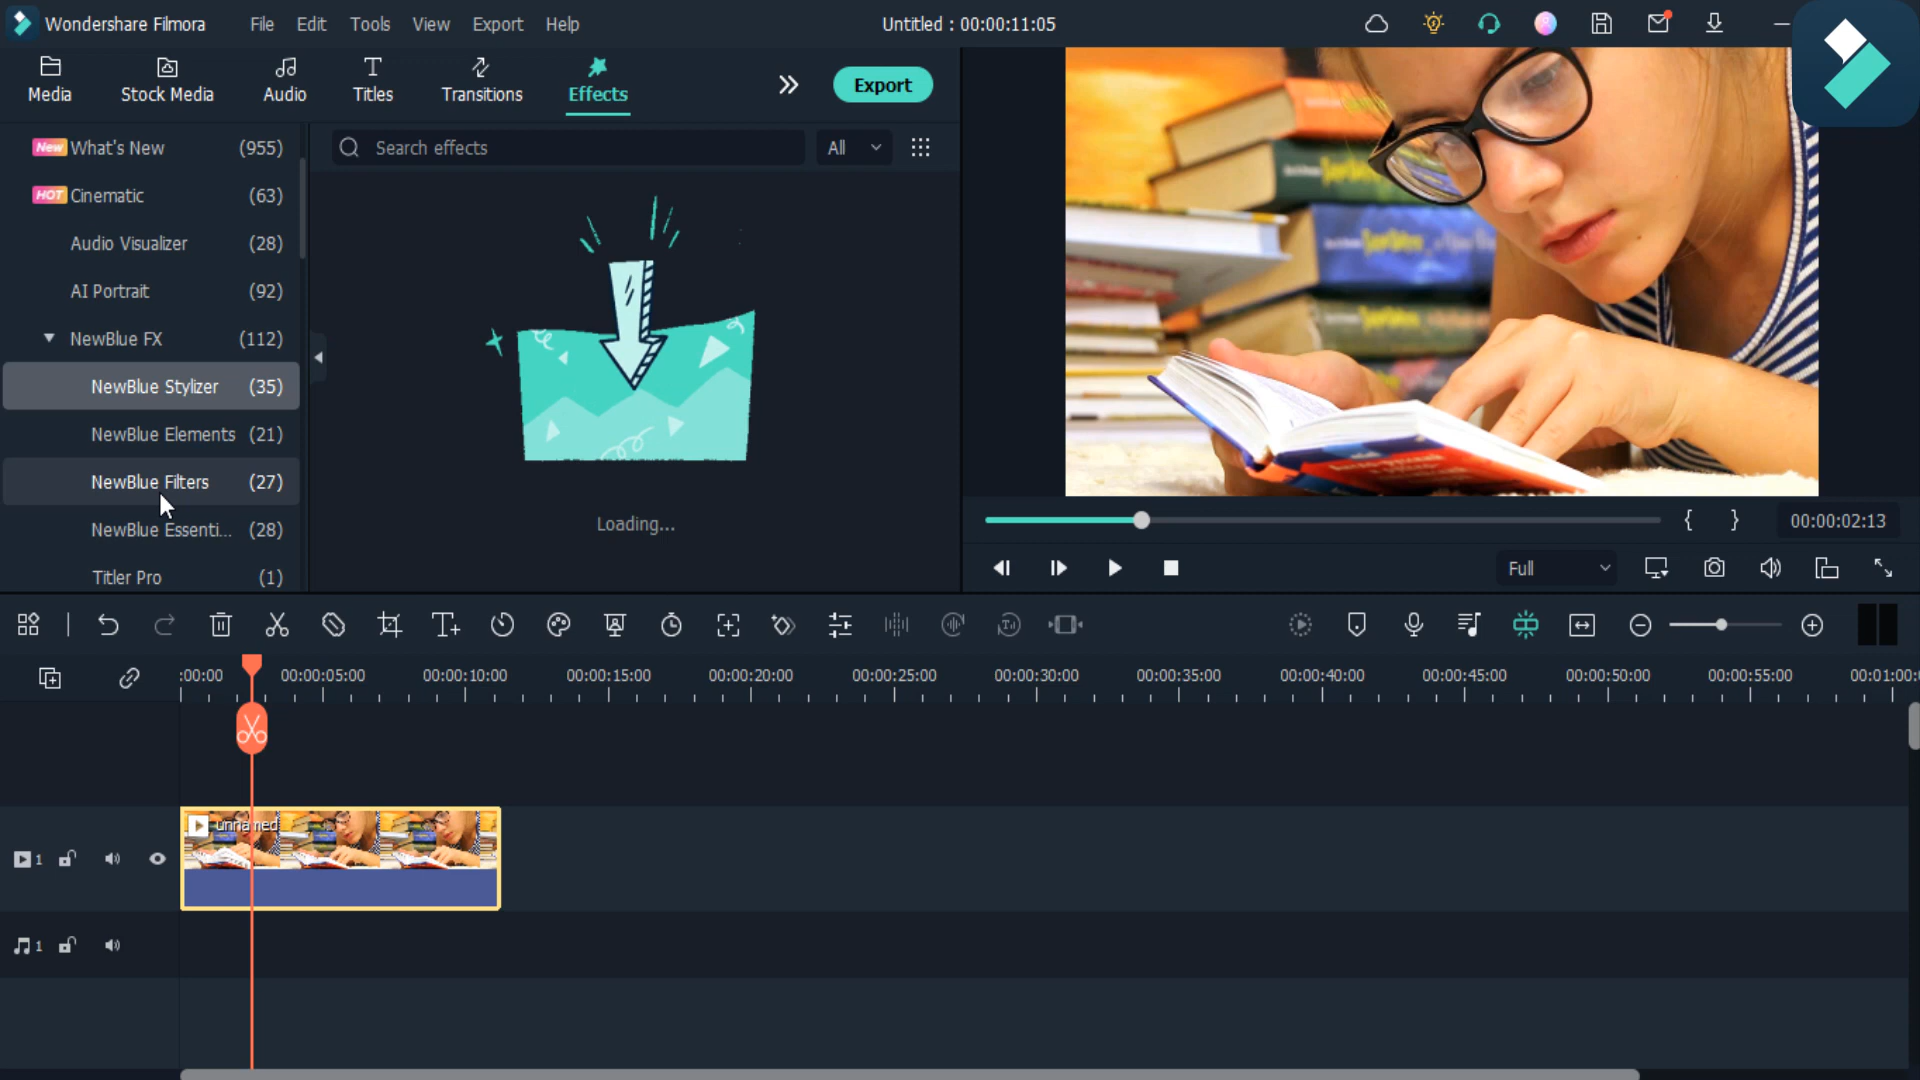 Wondershare Filmora File Edit Tools View Export Help Untitled : 00:00:11:05
Media Stock Media Audio Titles Transitions Effects Export
New What's New (955)
HOT Cinematic (63)
Audio Visualizer (28)
AI Portrait (92)
NewBlue FX (112)
NewBlue Stylizer (35)
NewBlue Elements (21)
NewBlue Filters (27)
NewBlue Essenti... (28)
Titler Pro (1)
Search effects All
Loading...
{ } 00:00:02:13
Full
:00:00 00:00:05:00 00:00:10:00 00:00:15:00 00:00:20:00 00:00:25:00 00:00:30:00 00:00:35:00 00:00:40:00 00:00:45:00 00:00:50:00 00:00:55:00 00:01:00:
unnamed
1
1